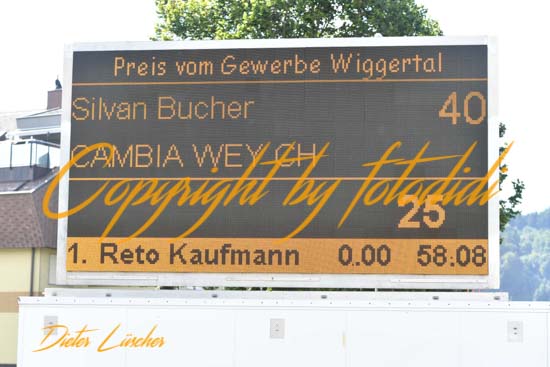 Preis vom Gewerbe Wiggertal
Silvan Bucher 40
CAMBIA WEY CH
Copyright by fotodidi
25
1. Reto Kaufmann 0.00 58:08
Dieter Lüscher